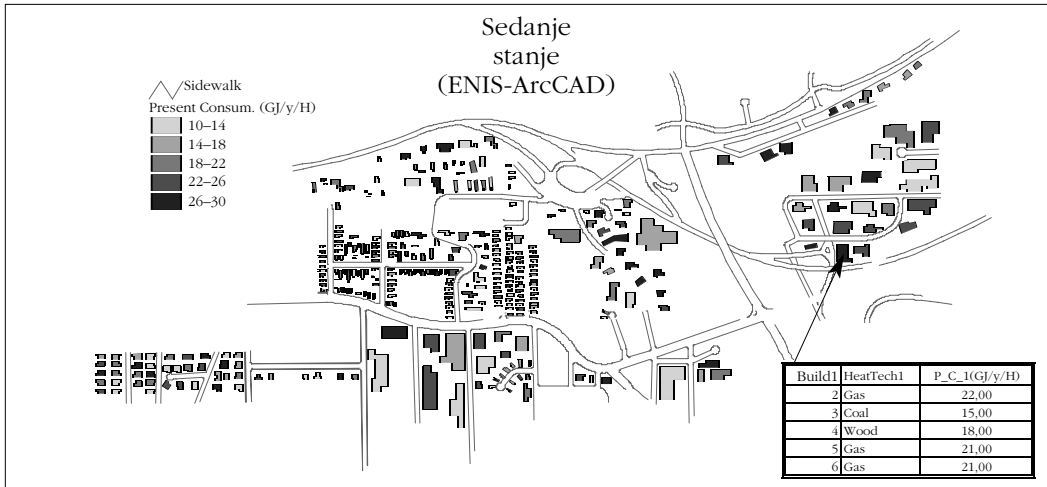 Sedanje
stanje
(ENIS-ArcCAD)
Sidewalk
Present Consum. (GJ/y/H)
10–14
14–18
18–22
22–26
26–30
Build1 HeatTech1 P_C_1(GJ/y/H)
2 Gas 22,00
3 Coal 15,00
4 Wood 18,00
5 Gas 21,00
6 Gas 21,00